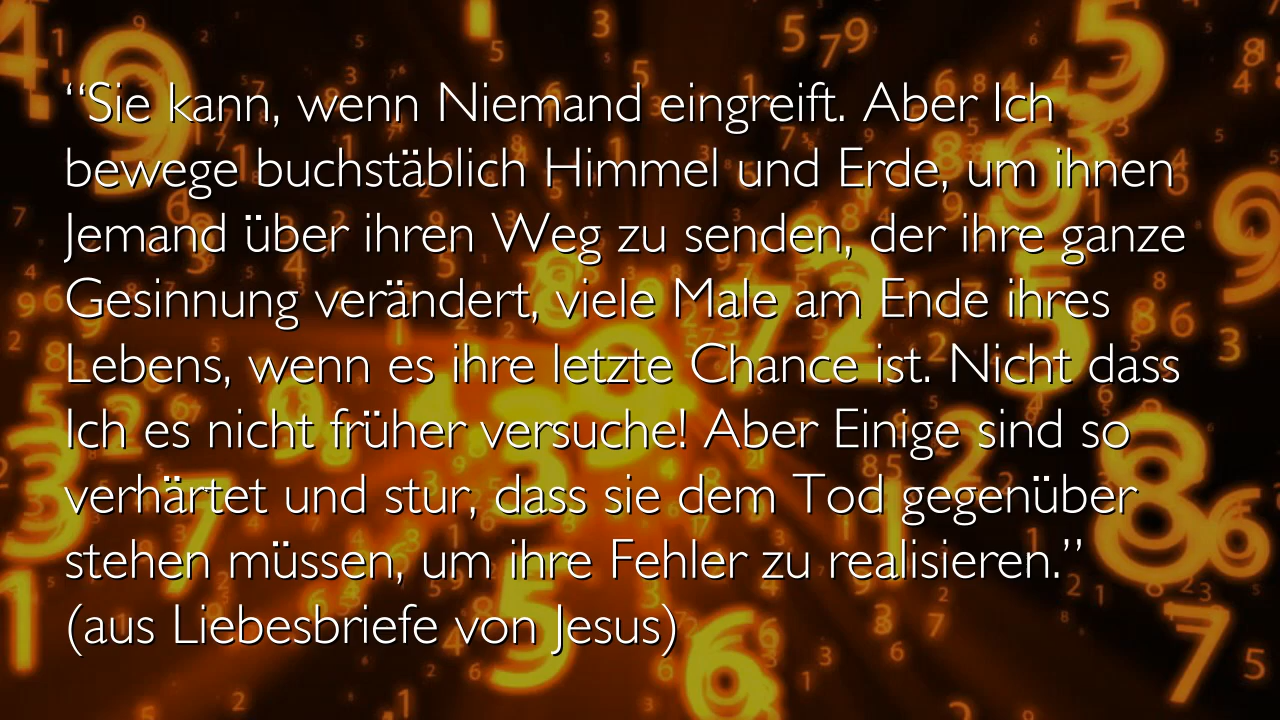 “Sie kann, wenn Niemand eingreift. Aber Ich
bewege buchstäblich Himmel und Erde, um ihnen
Jemand über ihren Weg zu senden, der ihre ganze
Gesinnung verändert, viele Male am Ende ihres
Lebens, wenn es ihre letzte Chance ist. Nicht dass
Ich es nicht früher versuche! Aber Einige sind so
verhärtet und stur, dass sie dem Tod gegenüber
stehen müssen, um ihre Fehler zu realisieren.”
(aus Liebesbriefe von Jesus)